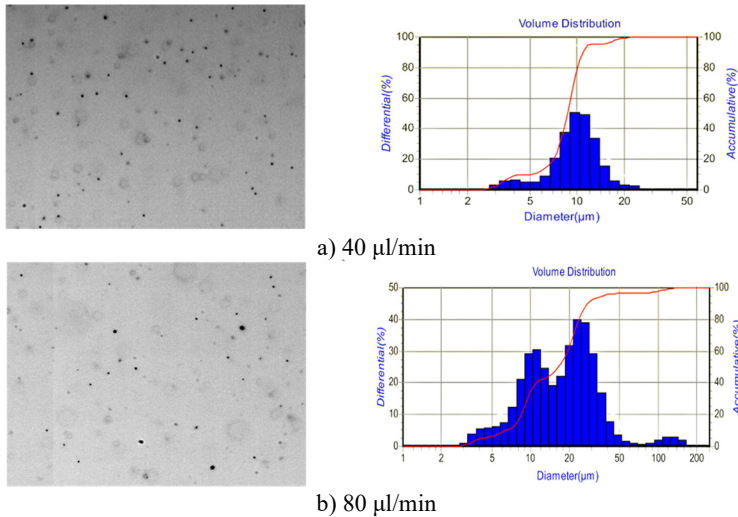 Volume Distribution
Differential(%)
Accumulative(%)
100 100
80 80
60 60
40 40
20 20
0 0
1 2 5 10 20 50
Diameter(μm)
a) 40 μl/min
Volume Distribution
Differential(%)
Accumulative(%)
50 100
40 80
30 60
20 40
10 20
0 0
1 2 5 10 20 50 100 200
Diameter(μm)
b) 80 μl/min